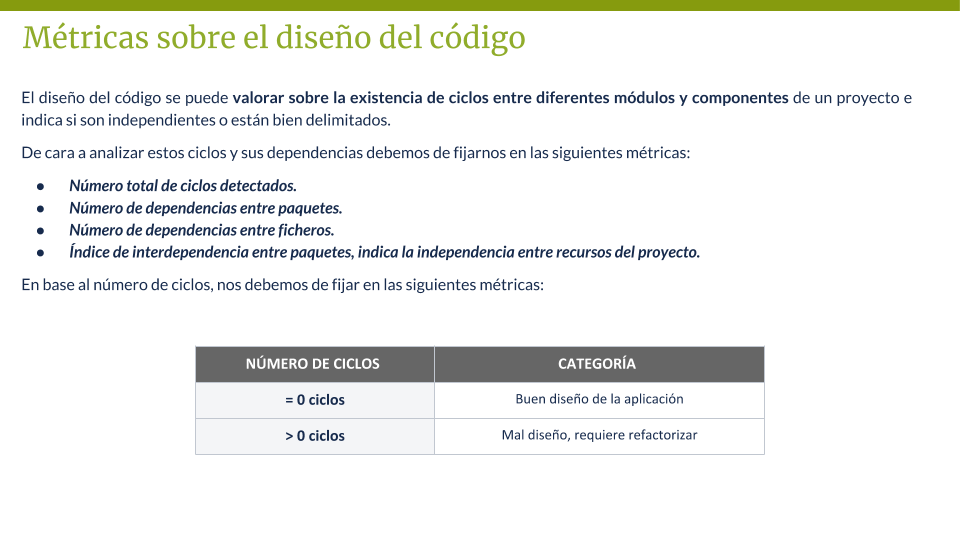 Métricas sobre el diseño del código
El diseño del código se puede valorar sobre la existencia de ciclos entre diferentes módulos y componentes de un proyecto e
indica si son independientes o están bien delimitados.
De cara a analizar estos ciclos y sus dependencias debemos de fijarnos en las siguientes métricas:
● Número total de ciclos detectados.
● Número de dependencias entre paquetes.
● Número de dependencias entre ficheros.
● Índice de interdependencia entre paquetes, indica la independencia entre recursos del proyecto.
En base al número de ciclos, nos debemos de fijar en las siguientes métricas:
NÚMERO DE CICLOS CATEGORÍA
= 0 ciclos Buen diseño de la aplicación
> 0 ciclos Mal diseño, requiere refactorizar